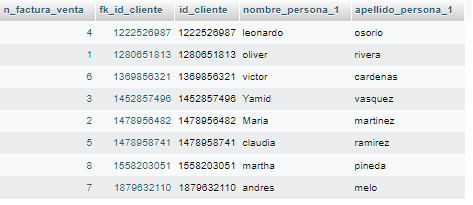 n_factura_venta fk_id_cliente id_cliente nombre_persona_1 apellido_persona_1
4 1222526987 1222526987 leonardo osorio
1 1280651813 1280651813 oliver rivera
6 1369856321 1369856321 victor cardenas
3 1452857496 1452857496 Yamid vasquez
2 1478956482 1478956482 Maria martinez
5 1478958741 1478958741 claudia ramirez
8 1558203051 1558203051 martha pineda
7 1879632110 1879632110 andres melo